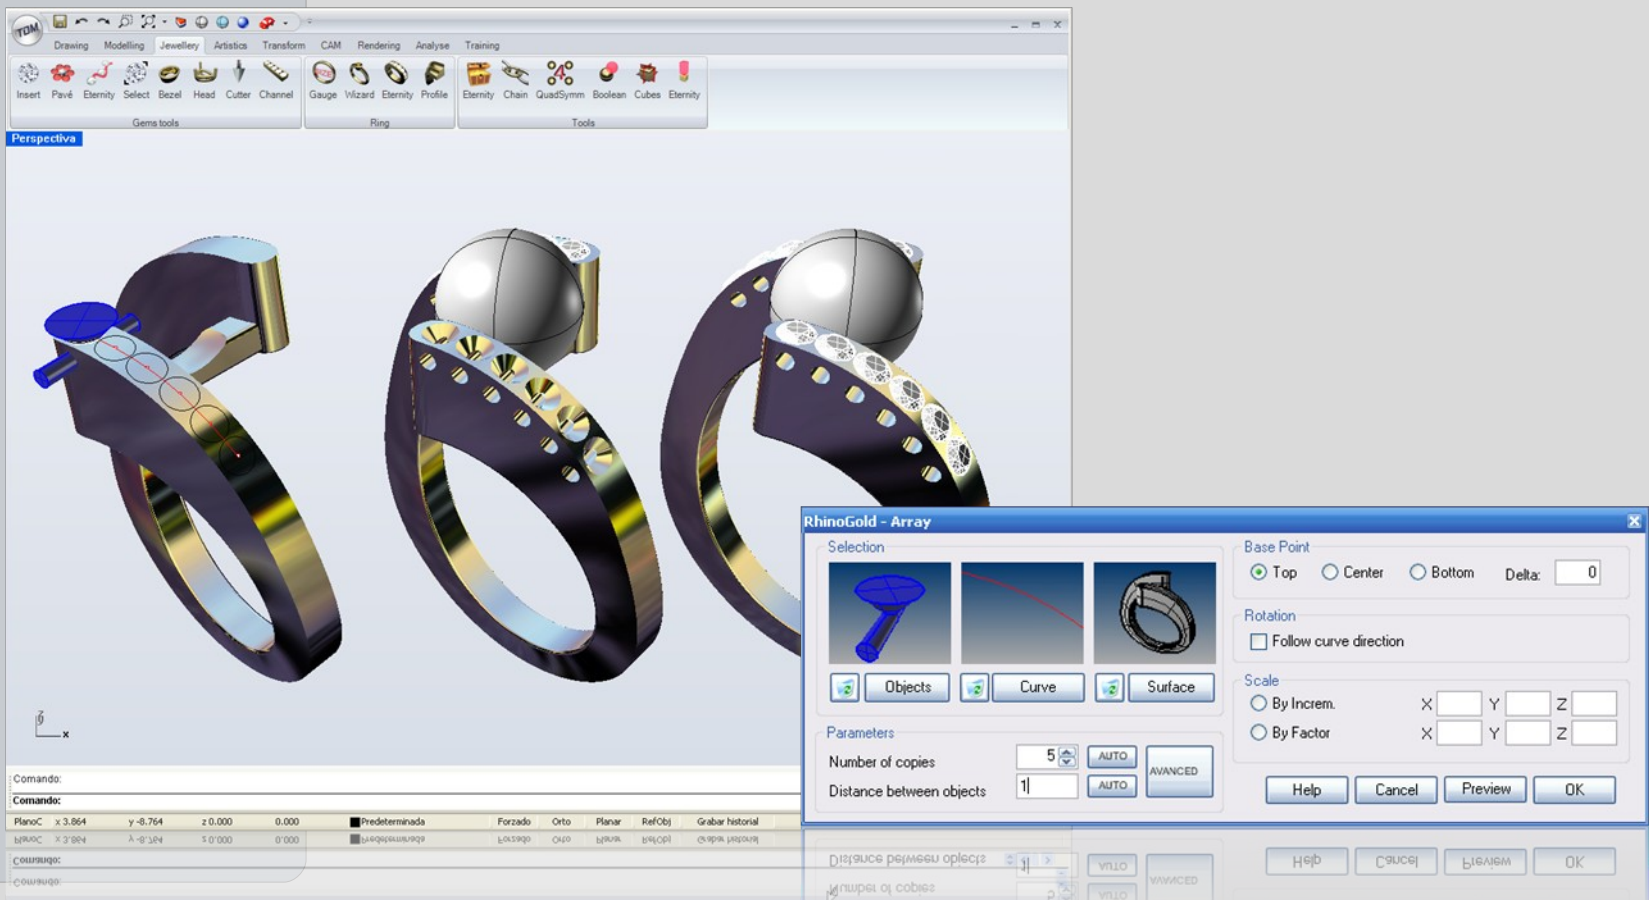 TDM
Drawing Modelling Jewellery Artistics Transform CAM Rendering Analyse Training
Insert Pavé Eternity Select Bezel Head Cutter Channel Gauge Wizard Eternity Profile Eternity Chain QuadSymm Boolean Cubes Eternity
Gems tools Ring Tools
Perspectiva
x
Comando:
Comando:
PlanoC x 3.864 y -8.764 z 0.000 0.000 Predeterminada Forzado Orto Planar RefObj Grabar historial
RhinoGold - Array
Selection
Objects Curve Surface
Parameters
Number of copies 5 AUTO
Distance between objects 1 AUTO
AVANCED
Base Point
Top Center Bottom Delta: 0
Rotation
Follow curve direction
Scale
By Increm. X Y Z
By Factor X Y Z
Help Cancel Preview OK